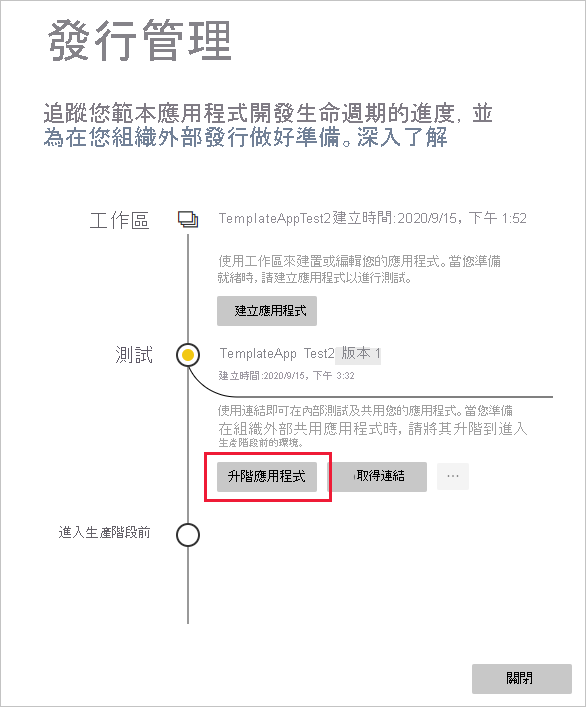 發行管理
追蹤您範本應用程式開發生命週期的進度, 並
為在您組織外部發行做好準備。深入了解
工作區
TemplateAppTest2建立時間:2020/9/15, 下午 1:52
使用工作區來建置或編輯您的應用程式。當您準備
就緒時, 請建立應用程式以進行測試。
建立應用程式
測試
TemplateApp Test2 版本 1
建立時間:2020/9/15, 下午 3:32
使用連結即可在內部測試及共用您的應用程式。當您準備
在組織外部共用應用程式時, 請將其升階到進入
生產階段前的環境。
升階應用程式
取得連結
...
進入生產階段前
關閉